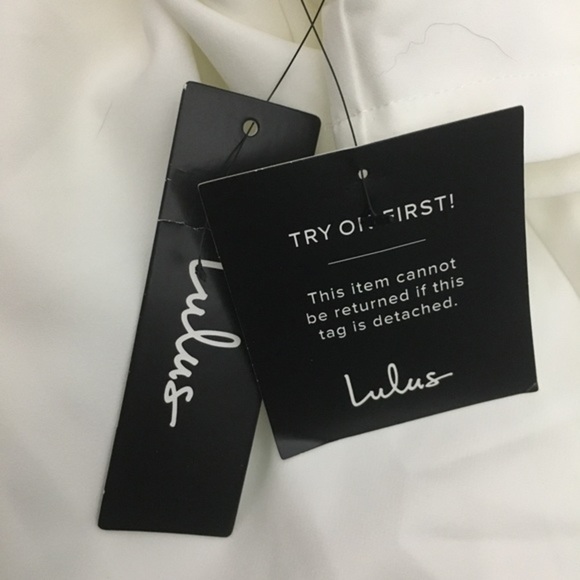 Lulus
TRY ON FIRST!
This item cannot
be returned if this
tag is detached.
Lulus